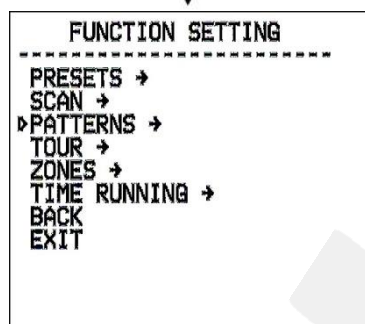 FUNCTION SETTING
PRESETS →
SCAN →
PATTERNS →
TOUR →
ZONES →
TIME RUNNING →
BACK
EXIT